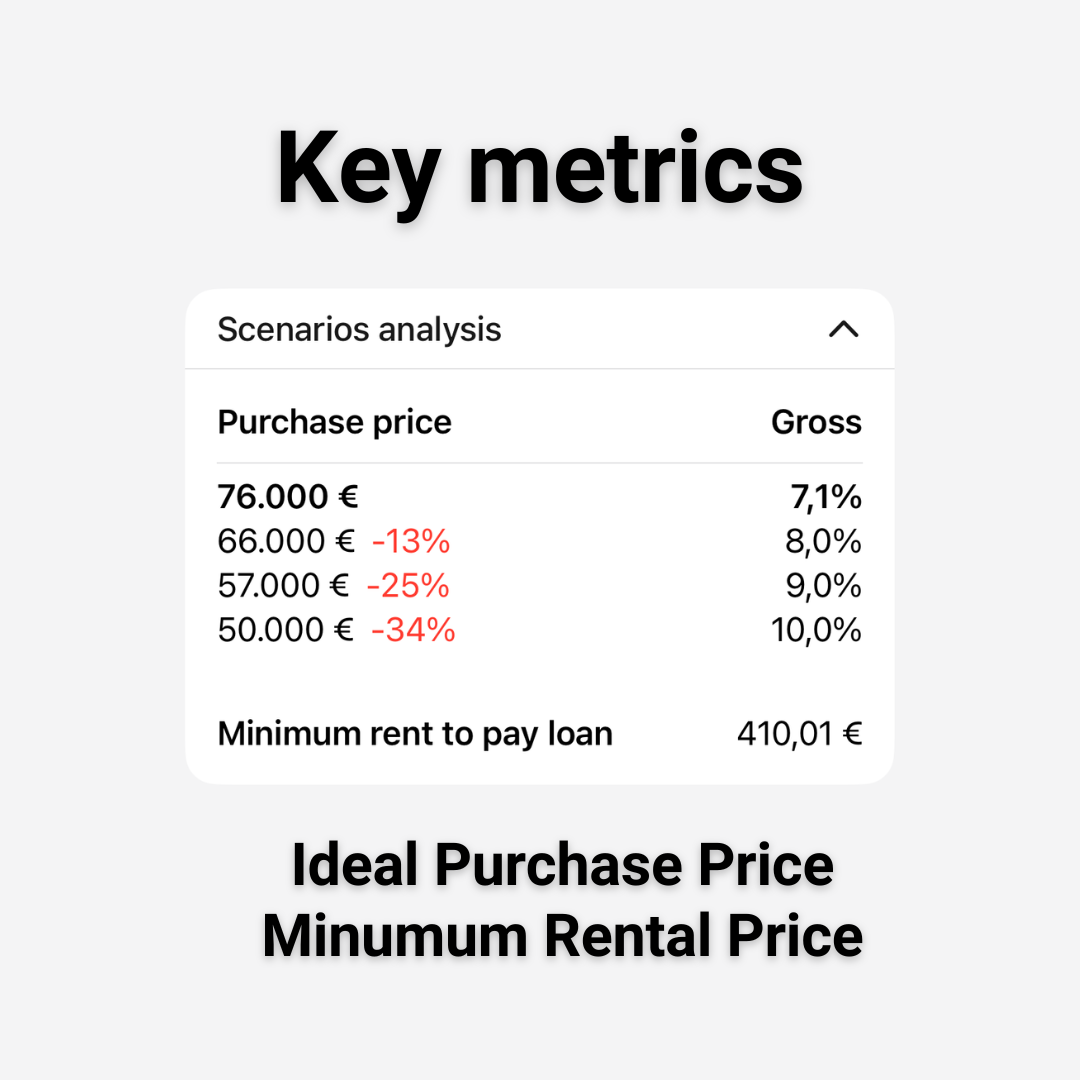 Key metrics
Scenarios analysis
Purchase price Gross
76.000 € 7,1%
66.000 € -13% 8,0%
57.000 € -25% 9,0%
50.000 € -34% 10,0%
Minimum rent to pay loan 410,01 €
Ideal Purchase Price
Minumum Rental Price